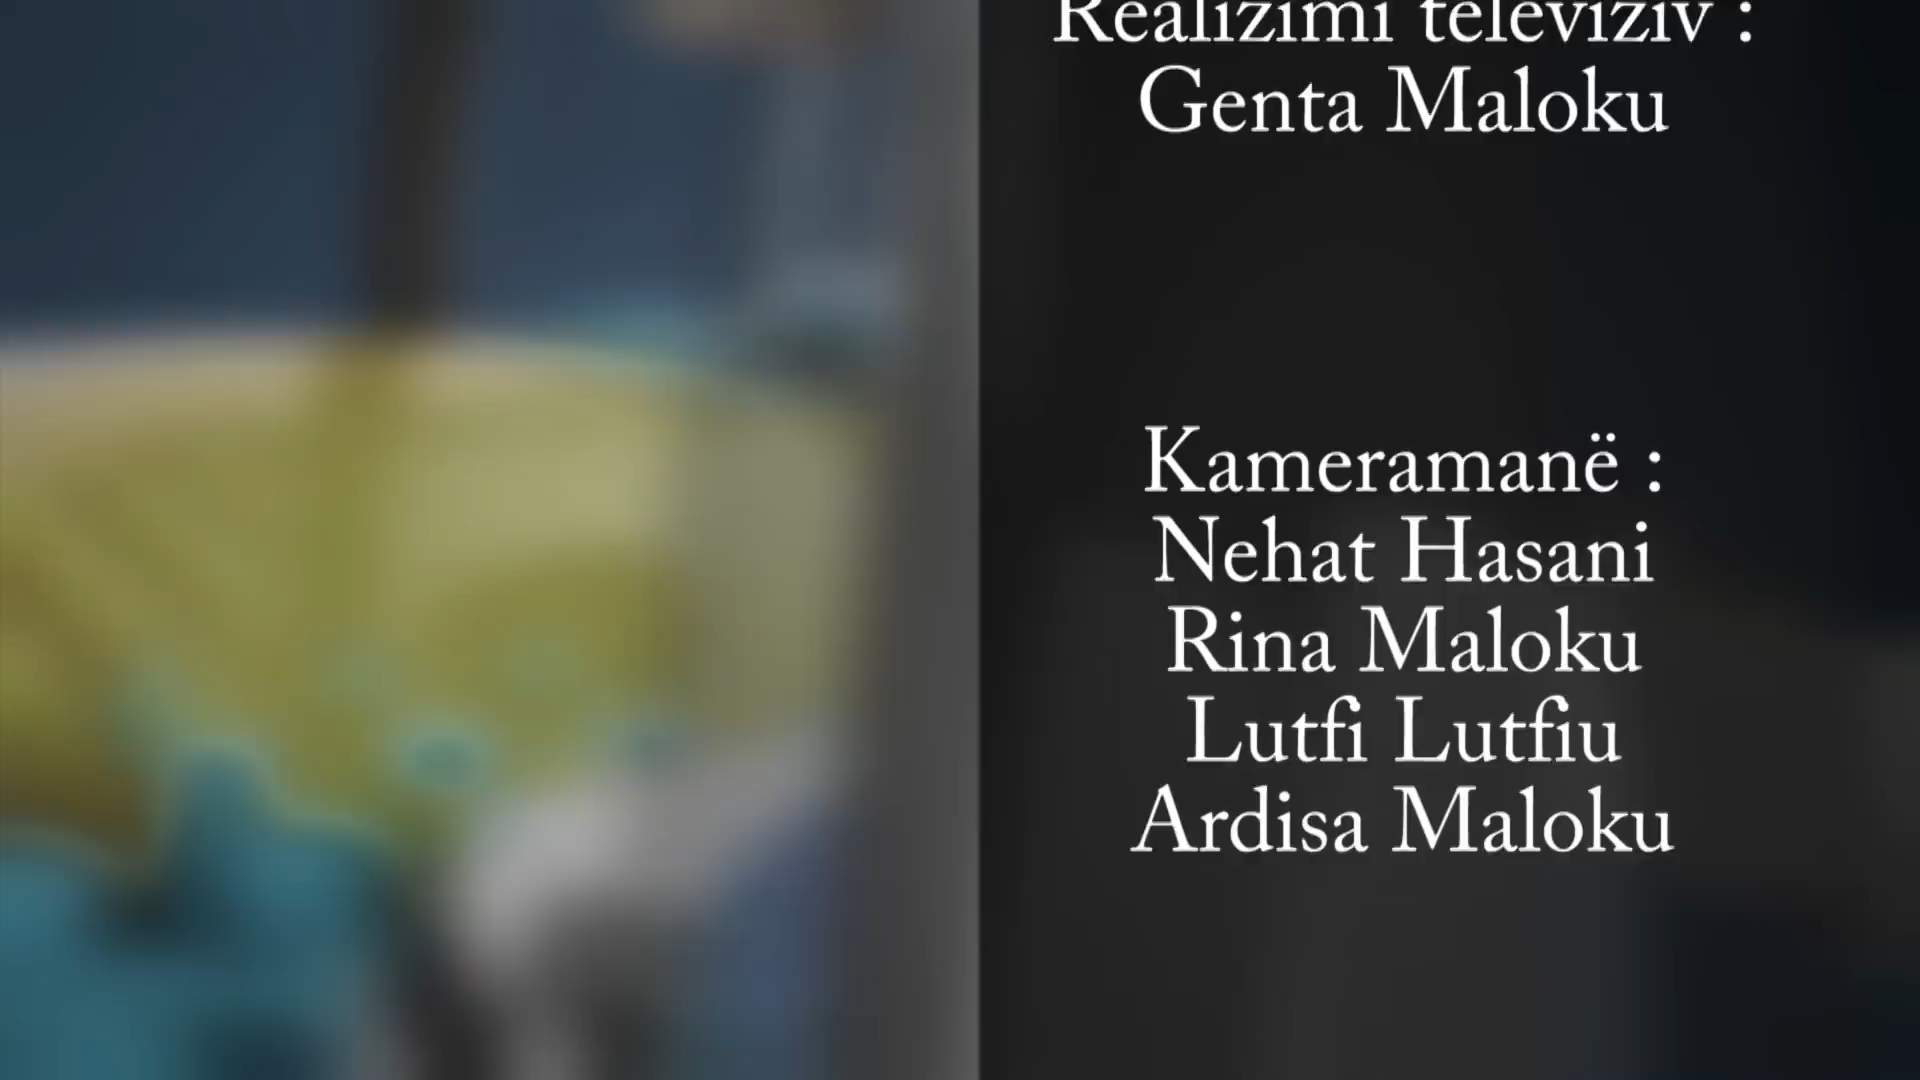 Realizimi televiziv :
Genta Maloku
Kameramanë :
Nehat Hasani
Rina Maloku
Lutfi Lutfiu
Ardisa Maloku